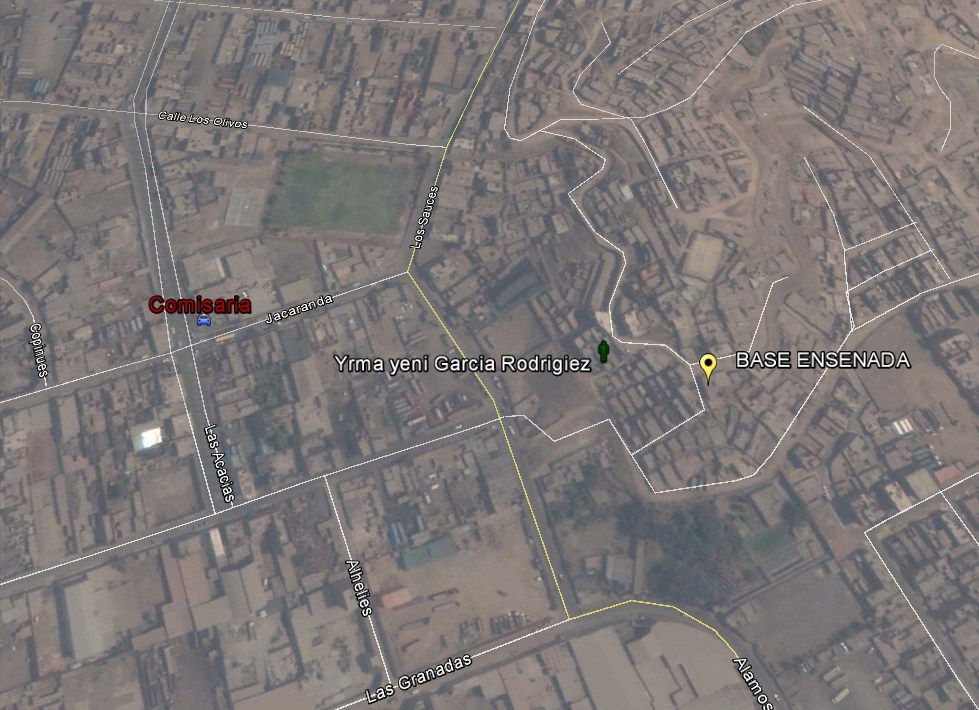 Calle Los Olivos
Los Sauces
Comisaria
Jacaranda
Copinues
Yrma yeni Garcia Rodrigiez
BASE ENSENADA
Las Acacias
Alhelies
Las Granadas
Alamos